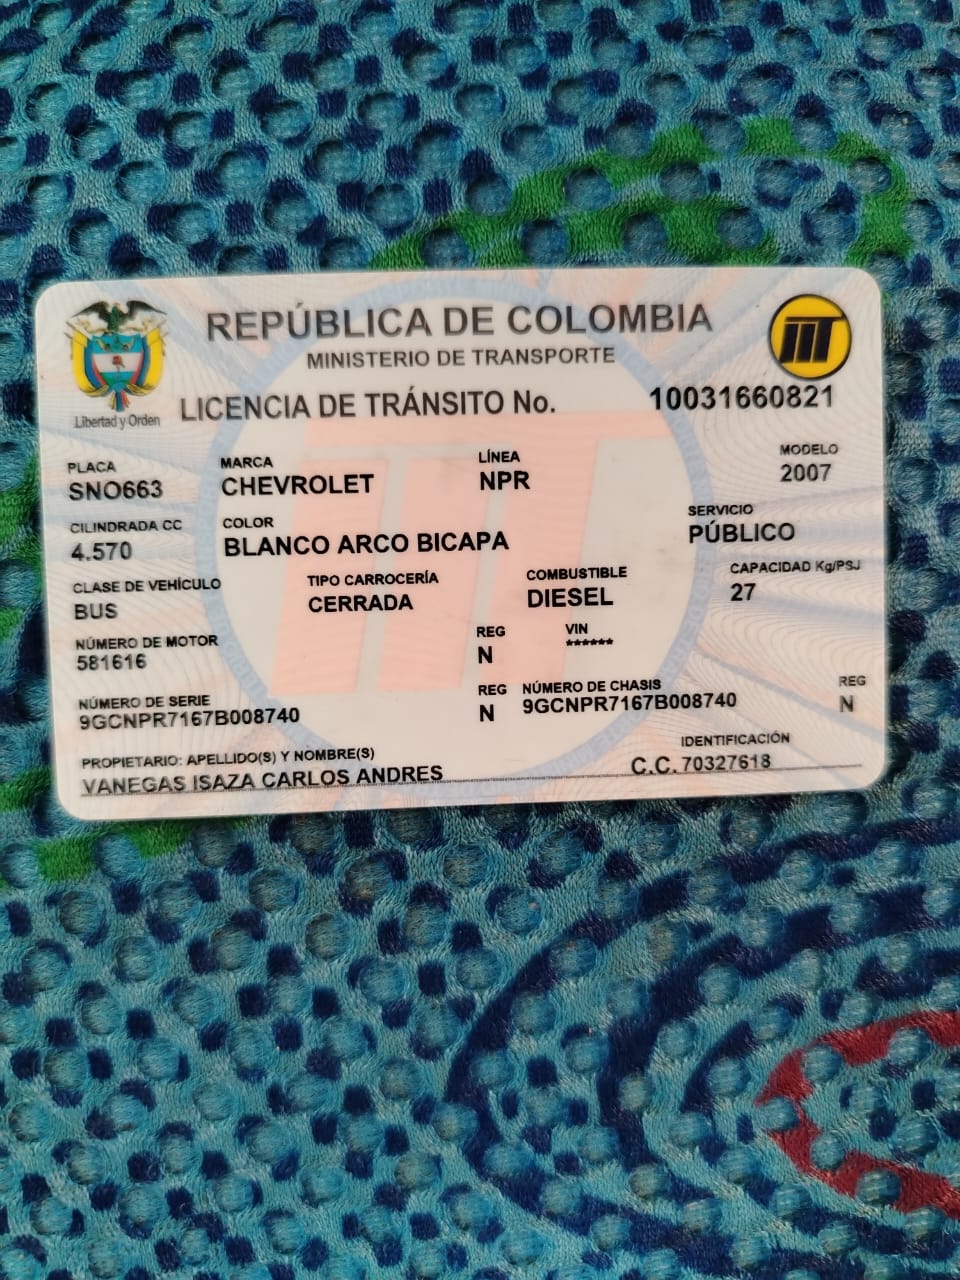 REPÚBLICA DE COLOMBIA
MINISTERIO DE TRANSPORTE
Libertad y Orden
LICENCIA DE TRÁNSITO No. 10031660821
PLACA MARCA LÍNEA MODELO
SNO663 CHEVROLET NPR 2007
CILINDRADA CC COLOR SERVICIO
4.570 BLANCO ARCO BICAPA PÚBLICO
CLASE DE VEHÍCULO TIPO CARROCERÍA COMBUSTIBLE CAPACIDAD Kg/PSJ
BUS CERRADA DIESEL 27
NÚMERO DE MOTOR REG VIN
581616 N ******
NÚMERO DE SERIE REG NÚMERO DE CHASIS REG
9GCNPR7167B008740 N 9GCNPR7167B008740 N
PROPIETARIO: APELLIDO(S) Y NOMBRE(S) IDENTIFICACIÓN
VANEGAS ISAZA CARLOS ANDRES C.C. 70327618